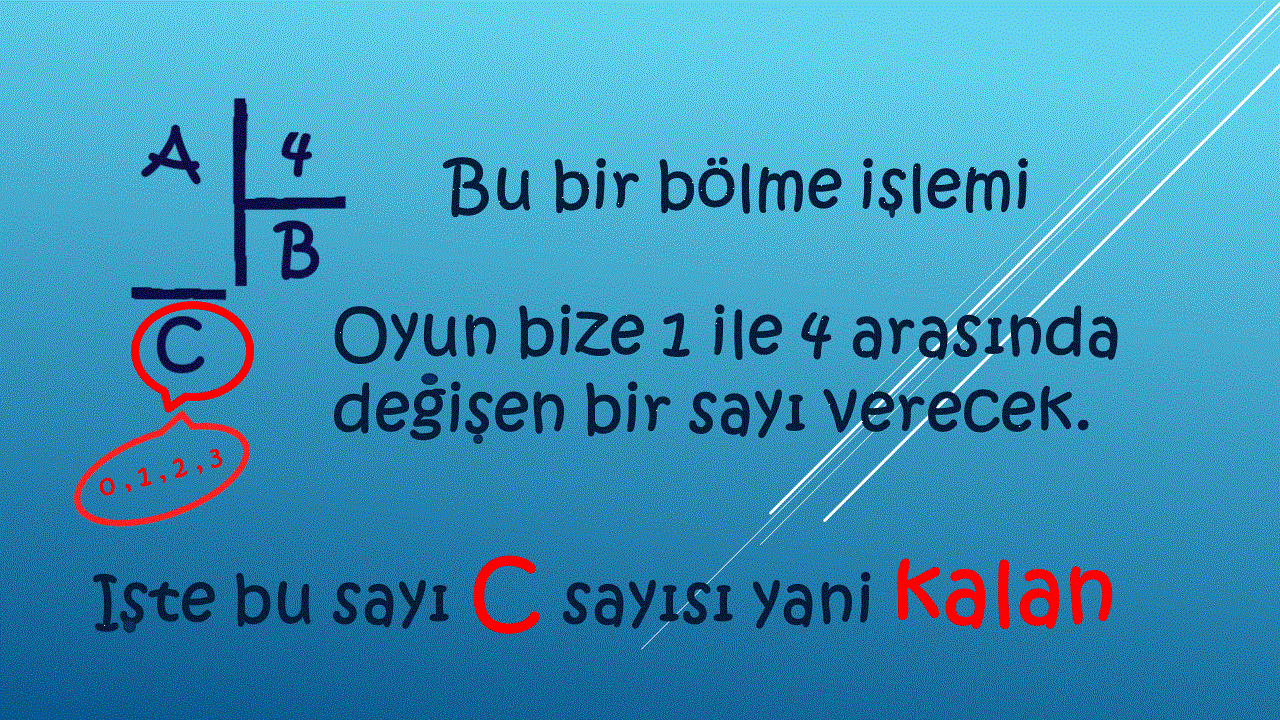 A 4
Bu bir bölme işlemi
B
C
Oyun bize 1 ile 4 arasında
değişen bir sayı verecek.
0 , 1 , 2 , 3
Işte bu sayı C sayısı yani kalan